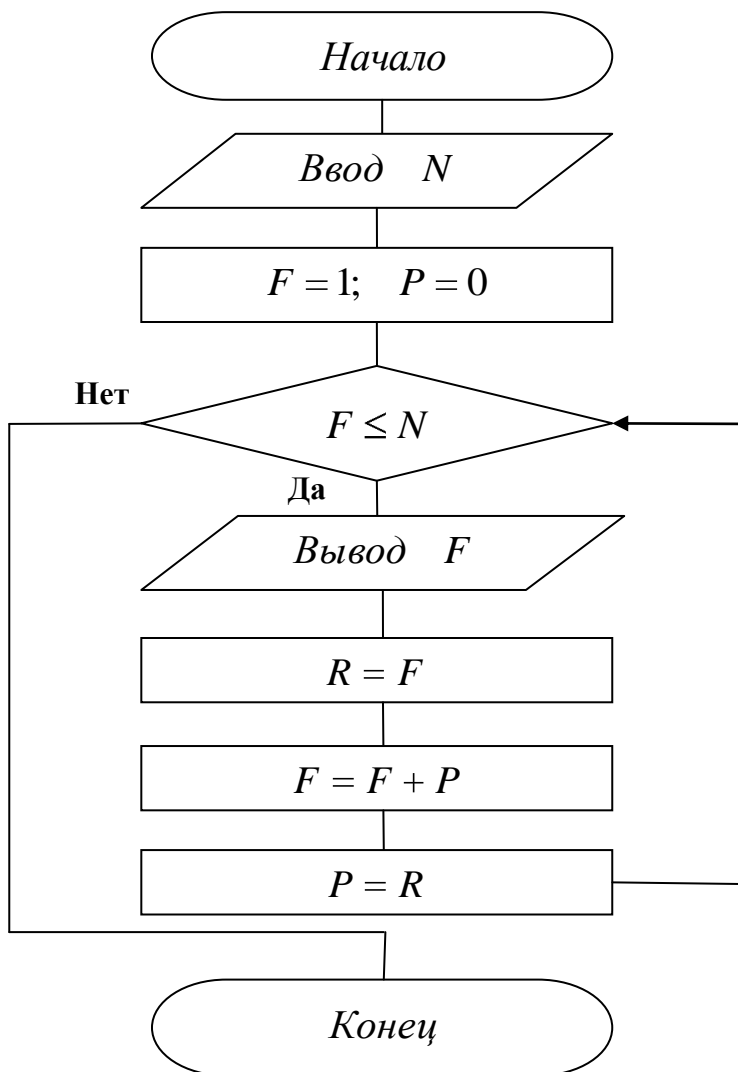 Начало
Ввод N
F = 1; P = 0
Нет
F ≤ N
Да
Вывод F
R = F
F = F + P
P = R
Конец